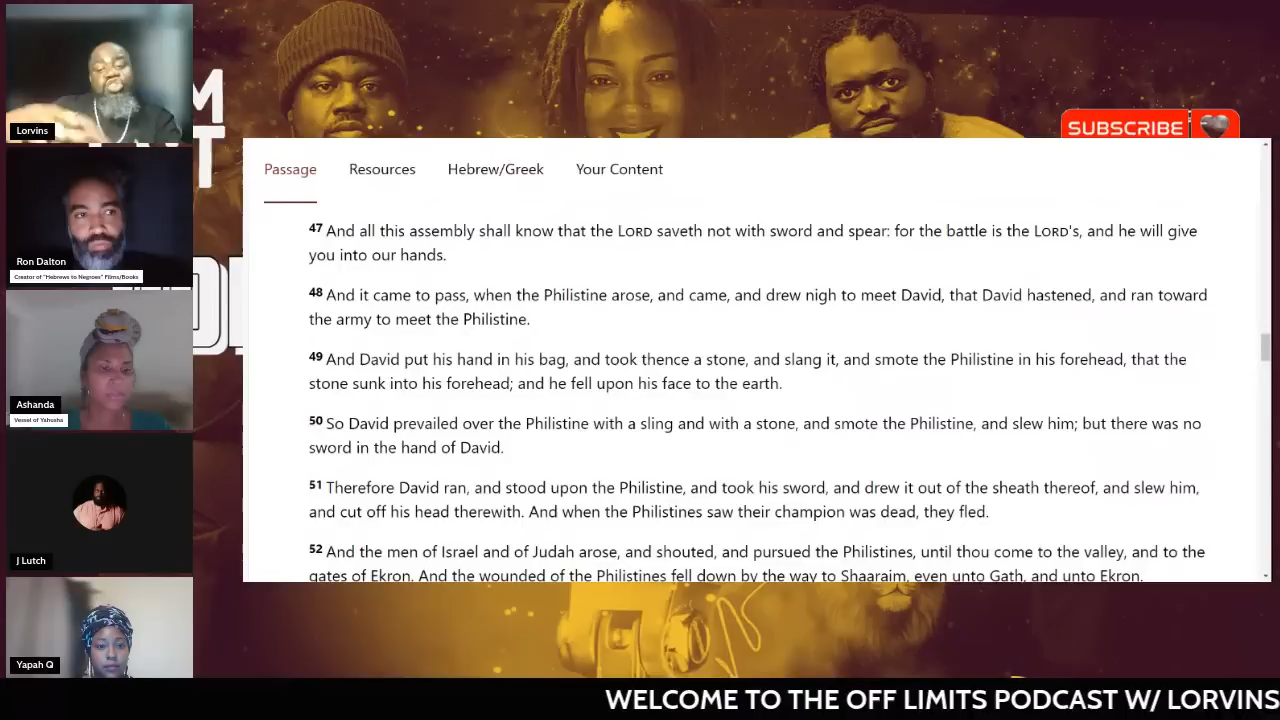 Lorvins
Ron Dalton
Creator of "Hebrews to Negroes" Films/Books
Ashanda
Vessel of Yahusha
J Lutch
Yapah Q
SUBSCRIBE
Passage Resources Hebrew/Greek Your Content
47 And all this assembly shall know that the LORD saveth not with sword and spear: for the battle is the LORD's, and he will give
you into our hands.
48 And it came to pass, when the Philistine arose, and came, and drew nigh to meet David, that David hastened, and ran toward
the army to meet the Philistine.
49 And David put his hand in his bag, and took thence a stone, and slang it, and smote the Philistine in his forehead, that the
stone sunk into his forehead; and he fell upon his face to the earth.
50 So David prevailed over the Philistine with a sling and with a stone, and smote the Philistine, and slew him; but there was no
sword in the hand of David.
51 Therefore David ran, and stood upon the Philistine, and took his sword, and drew it out of the sheath thereof, and slew him,
and cut off his head therewith. And when the Philistines saw their champion was dead, they fled.
52 And the men of Israel and of Judah arose, and shouted, and pursued the Philistines, until thou come to the valley, and to the
gates of Ekron. And the wounded of the Philistines fell down by the way to Shaaraim, even unto Gath, and unto Ekron.
WELCOME TO THE OFF LIMITS PODCAST W/ LORVINS